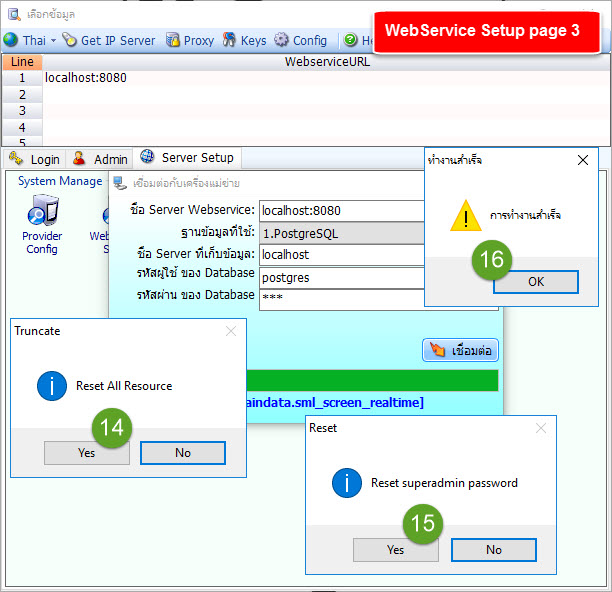 เลือกข้อมูล
WebService Setup page 3
Thai Get IP Server Proxy Keys Config He
Line WebserviceURL
1 localhost:8080
2
3
4
5
Login Admin Server Setup
System Manage
Provider
Config
Web
S
เชื่อมต่อกับเครื่องแม่ข่าย
ชื่อ Server Webservice: localhost:8080
ฐานข้อมูลที่ใช้: 1.PostgreSQL
ชื่อ Server ที่เก็บข้อมูล: localhost
รหัสผู้ใช้ ของ Database postgres
รหัสผ่าน ของ Database ***
เชื่อมต่อ
aindata.sml_screen_realtime]
ทำงานสำเร็จ
การทำงานสำเร็จ
16
OK
Truncate
Reset All Resource
14
Yes No
Reset
Reset superadmin password
15
Yes No